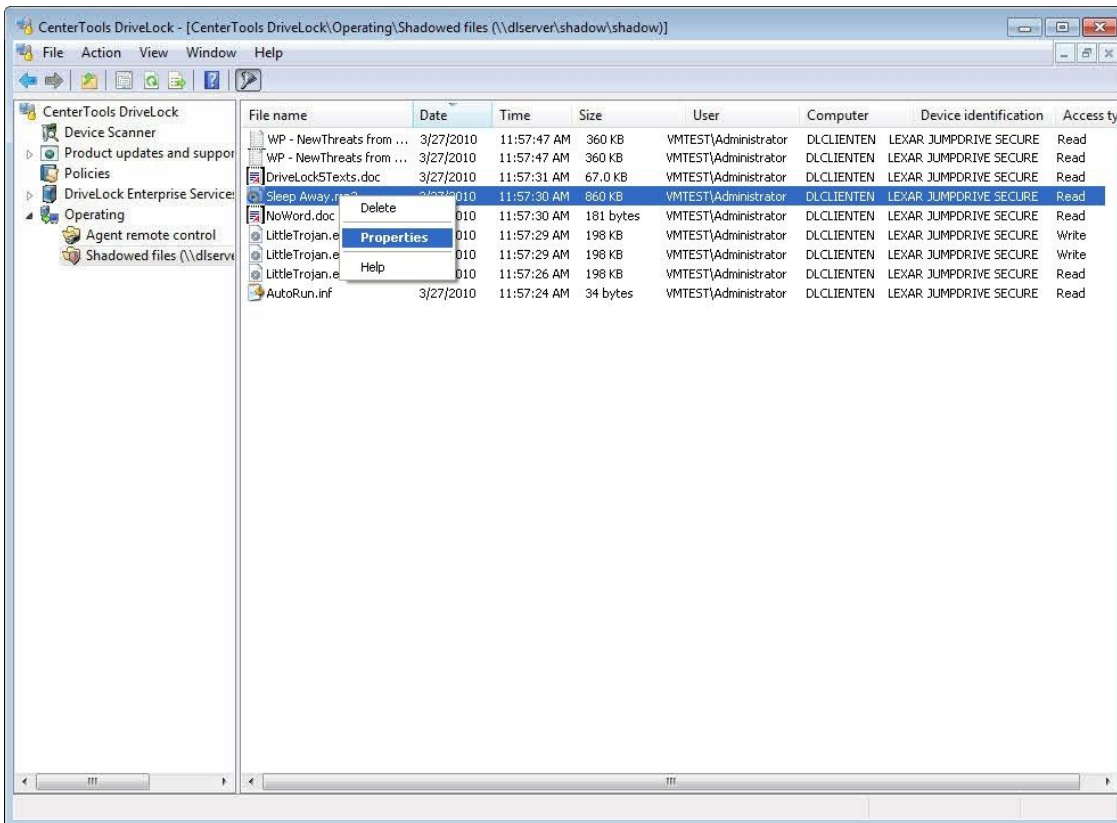 CenterTools DriveLock - [CenterTools DriveLock\Operating\Shadowed files (\\dlserver\shadow\shadow)]
File Action View Window Help
CenterTools DriveLock
Device Scanner
Product updates and suppor
Policies
DriveLock Enterprise Service
Operating
Agent remote control
Shadowed files (\\dlserve
File name Date Time Size User Computer Device identification Access ty
WP - NewThreats from ... 3/27/2010 11:57:47 AM 360 KB VMTEST\Administrator DLCLIENTEN LEXAR JUMPDRIVE SECURE Read
WP - NewThreats from ... 3/27/2010 11:57:47 AM 360 KB VMTEST\Administrator DLCLIENTEN LEXAR JUMPDRIVE SECURE Read
DriveLock5Texts.doc 3/27/2010 11:57:31 AM 67.0 KB VMTEST\Administrator DLCLIENTEN LEXAR JUMPDRIVE SECURE Read
Sleep Away. 010 11:57:30 AM 860 KB VMTEST\Administrator DLCLIENTEN LEXAR JUMPDRIVE SECURE Read
NoWord.doc 010 11:57:30 AM 181 bytes VMTEST\Administrator DLCLIENTEN LEXAR JUMPDRIVE SECURE Read
LittleTrojan.e 010 11:57:29 AM 198 KB VMTEST\Administrator DLCLIENTEN LEXAR JUMPDRIVE SECURE Write
LittleTrojan.e 010 11:57:29 AM 198 KB VMTEST\Administrator DLCLIENTEN LEXAR JUMPDRIVE SECURE Write
LittleTrojan.e 010 11:57:26 AM 198 KB VMTEST\Administrator DLCLIENTEN LEXAR JUMPDRIVE SECURE Read
AutoRun.inf 3/27/2010 11:57:24 AM 34 bytes VMTEST\Administrator DLCLIENTEN LEXAR JUMPDRIVE SECURE Read
Delete
Properties
Help